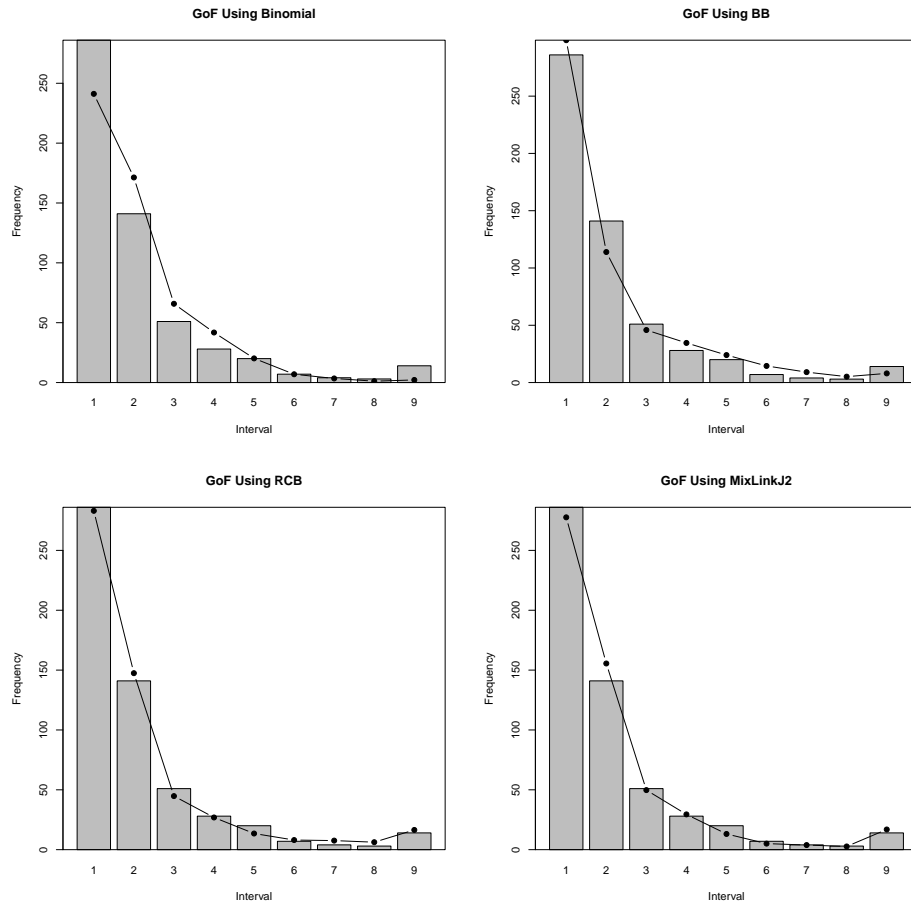 GoF Using Binomial
Frequency
0 50 100 150 200 250
1 2 3 4 5 6 7 8 9
Interval
GoF Using BB
Frequency
0 50 100 150 200 250
1 2 3 4 5 6 7 8 9
Interval
GoF Using RCB
Frequency
0 50 100 150 200 250
1 2 3 4 5 6 7 8 9
Interval
GoF Using MixLinkJ2
Frequency
0 50 100 150 200 250
1 2 3 4 5 6 7 8 9
Interval